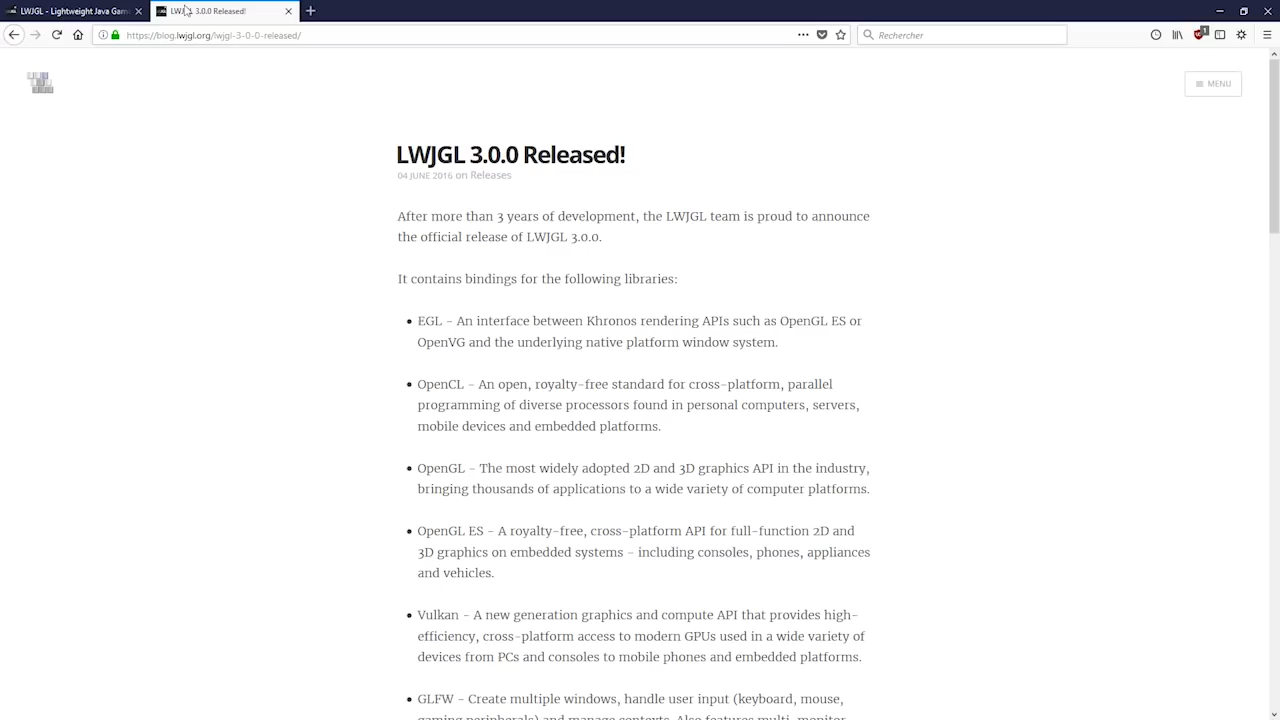 LWJGL - Lightweight Java Gam
LWJGL 3.0.0 Released!
https://blog.lwjgl.org/lwjgl-3-0-0-released/
Rechercher
1
MENU
LWJGL 3.0.0 Released!
04 JUNE 2016 on Releases
After more than 3 years of development, the LWJGL team is proud to announce
the official release of LWJGL 3.0.0.
It contains bindings for the following libraries:
• EGL - An interface between Khronos rendering APIs such as OpenGL ES or
OpenVG and the underlying native platform window system.
• OpenCL - An open, royalty-free standard for cross-platform, parallel
programming of diverse processors found in personal computers, servers,
mobile devices and embedded platforms.
• OpenGL - The most widely adopted 2D and 3D graphics API in the industry,
bringing thousands of applications to a wide variety of computer platforms.
• OpenGL ES - A royalty-free, cross-platform API for full-function 2D and
3D graphics on embedded systems - including consoles, phones, appliances
and vehicles.
• Vulkan - A new generation graphics and compute API that provides high-
efficiency, cross-platform access to modern GPUs used in a wide variety of
devices from PCs and consoles to mobile phones and embedded platforms.
• GLFW - Create multiple windows, handle user input (keyboard, mouse,
gaming peripherals) and manage contexts. Also features multi-monitor